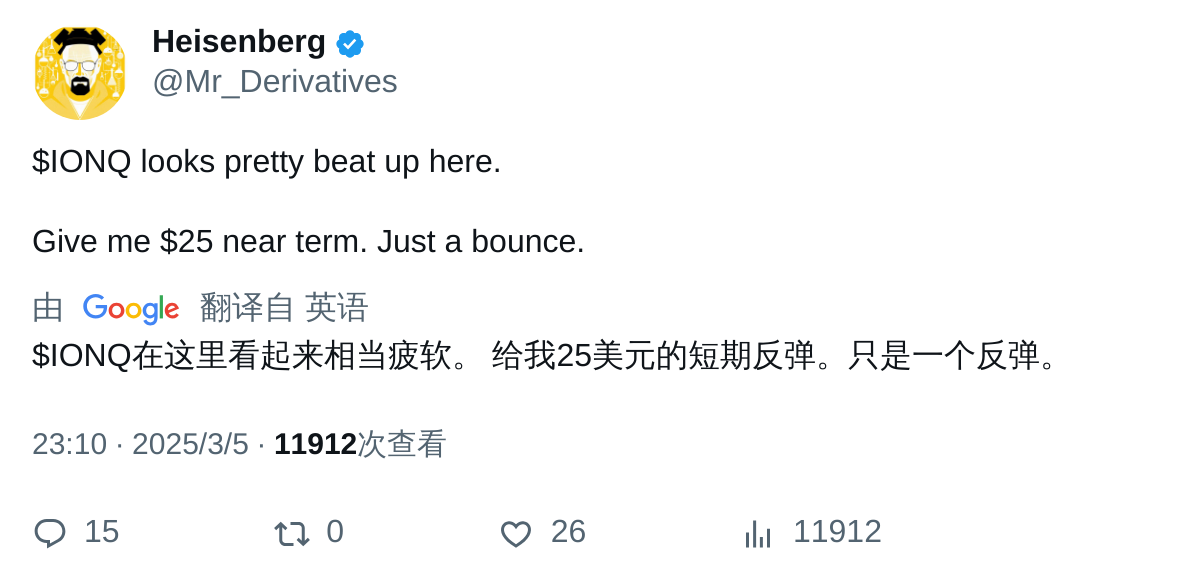 Heisenberg
@Mr_Derivatives
$IONQ looks pretty beat up here.
Give me $25 near term. Just a bounce.
由 Google 翻译自 英语
$IONQ在这里看起来相当疲软。 给我25美元的短期反弹。只是一个反弹。
23:10 · 2025/3/5 · 11912次查看
15 0 26 11912